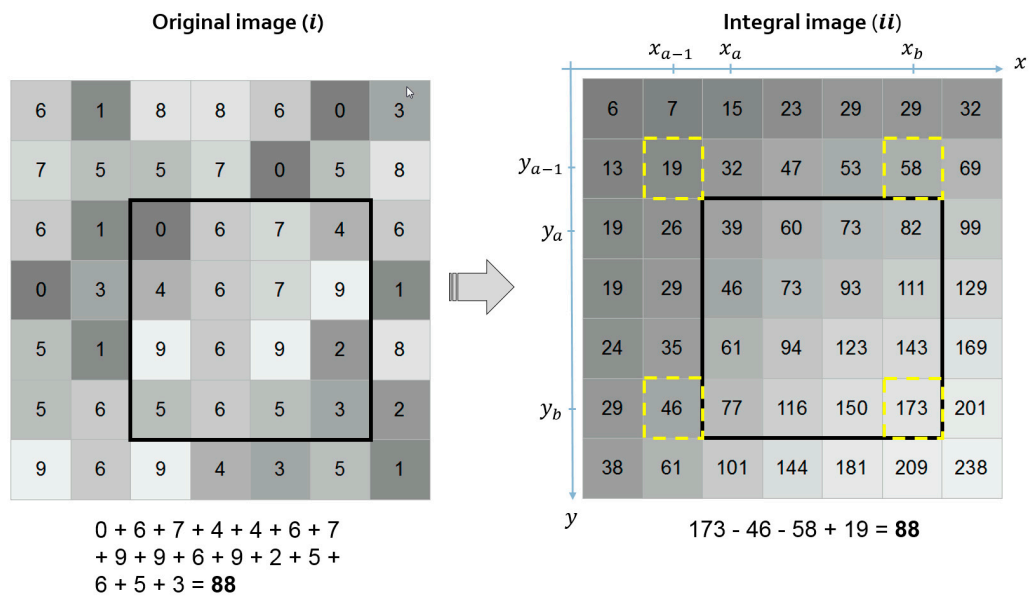 Original image (i)
6 1 8 8 6 0 3
7 5 5 7 0 5 8
6 1 0 6 7 4 6
0 3 4 6 7 9 1
5 1 9 6 9 2 8
5 6 5 6 5 3 2
9 6 9 4 3 5 1
0 + 6 + 7 + 4 + 4 + 6 + 7
+ 9 + 9 + 6 + 9 + 2 + 5 +
6 + 5 + 3 = 88
Integral image (ii)
x_{a−1} x_a x_b x
6 7 15 23 29 29 32
y_{a−1} 13 19 32 47 53 58 69
y_a 19 26 39 60 73 82 99
19 29 46 73 93 111 129
24 35 61 94 123 143 169
y_b 29 46 77 116 150 173 201
38 61 101 144 181 209 238
y
173 - 46 - 58 + 19 = 88